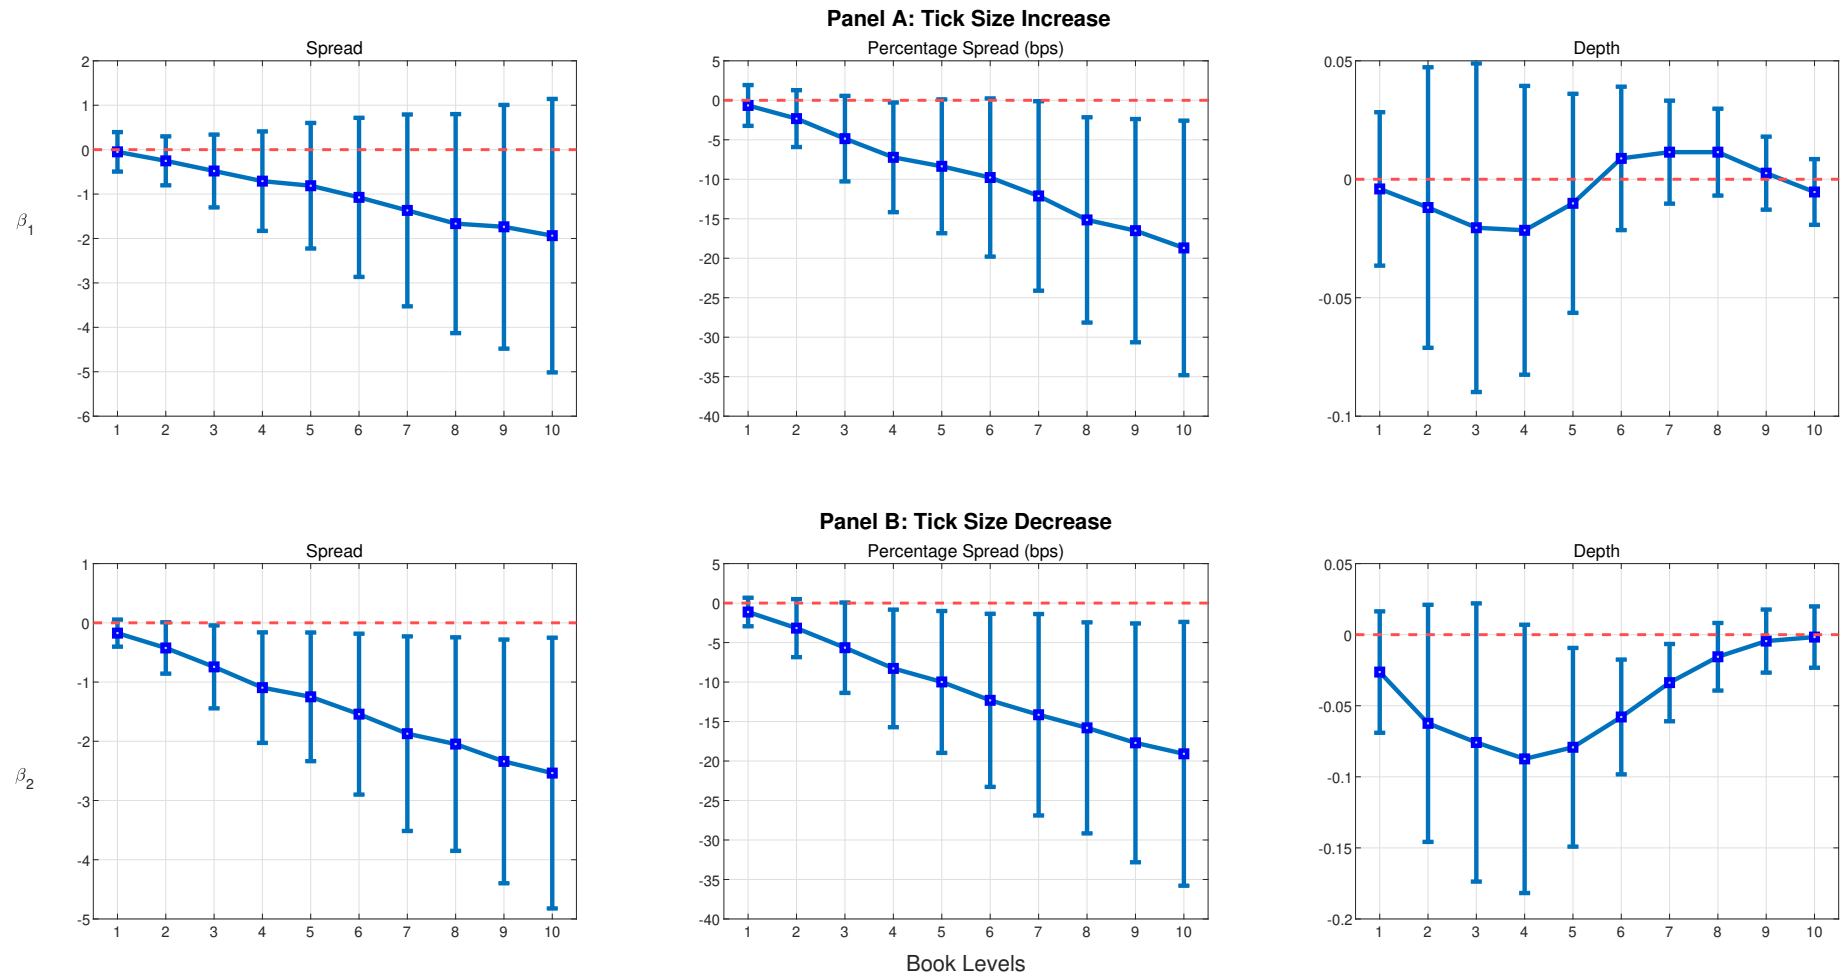 Panel A: Tick Size Increase
Spread
2
1
0
-1
-2
-3
-4
-5
-6
1 2 3 4 5 6 7 8 9 10
β1
Percentage Spread (bps)
5
0
-5
-10
-15
-20
-25
-30
-35
-40
1 2 3 4 5 6 7 8 9 10
Depth
0.05
0
-0.05
-0.1
1 2 3 4 5 6 7 8 9 10
Panel B: Tick Size Decrease
Spread
1
0
-1
-2
-3
-4
-5
1 2 3 4 5 6 7 8 9 10
β2
Percentage Spread (bps)
5
0
-5
-10
-15
-20
-25
-30
-35
-40
1 2 3 4 5 6 7 8 9 10
Depth
0.05
0
-0.05
-0.1
-0.15
-0.2
1 2 3 4 5 6 7 8 9 10
Book Levels